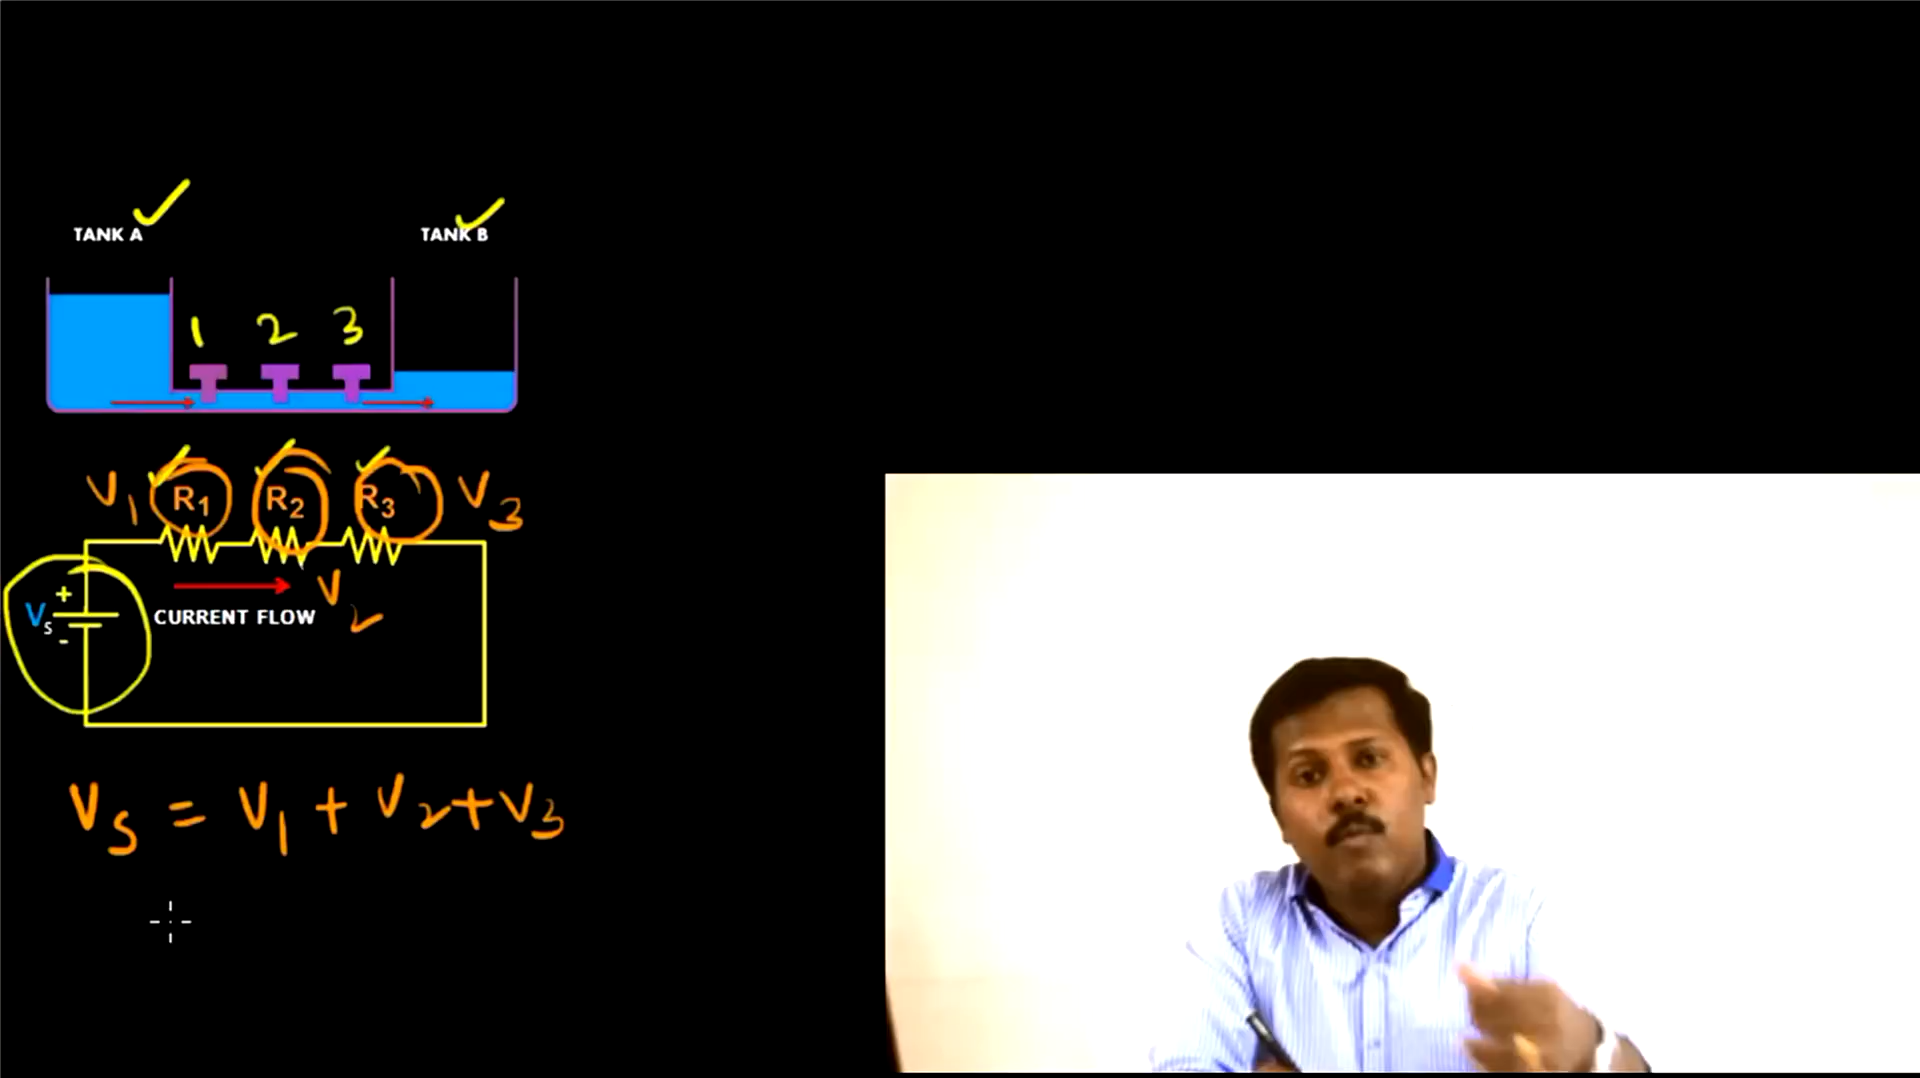 TANK A TANK B
1 2 3
V1 R1 R2 R3 V3
+
Vs CURRENT FLOW V2
-
Vs = V1 + V2 + V3